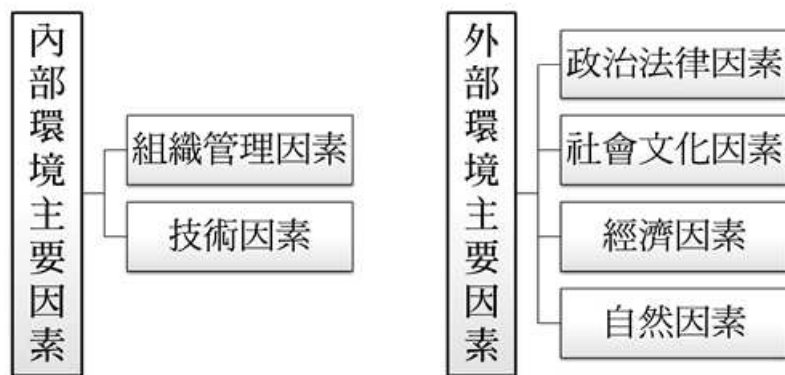 內部環境主要因素
組織管理因素
技術因素
外部環境主要因素
政治法律因素
社會文化因素
經濟因素
自然因素